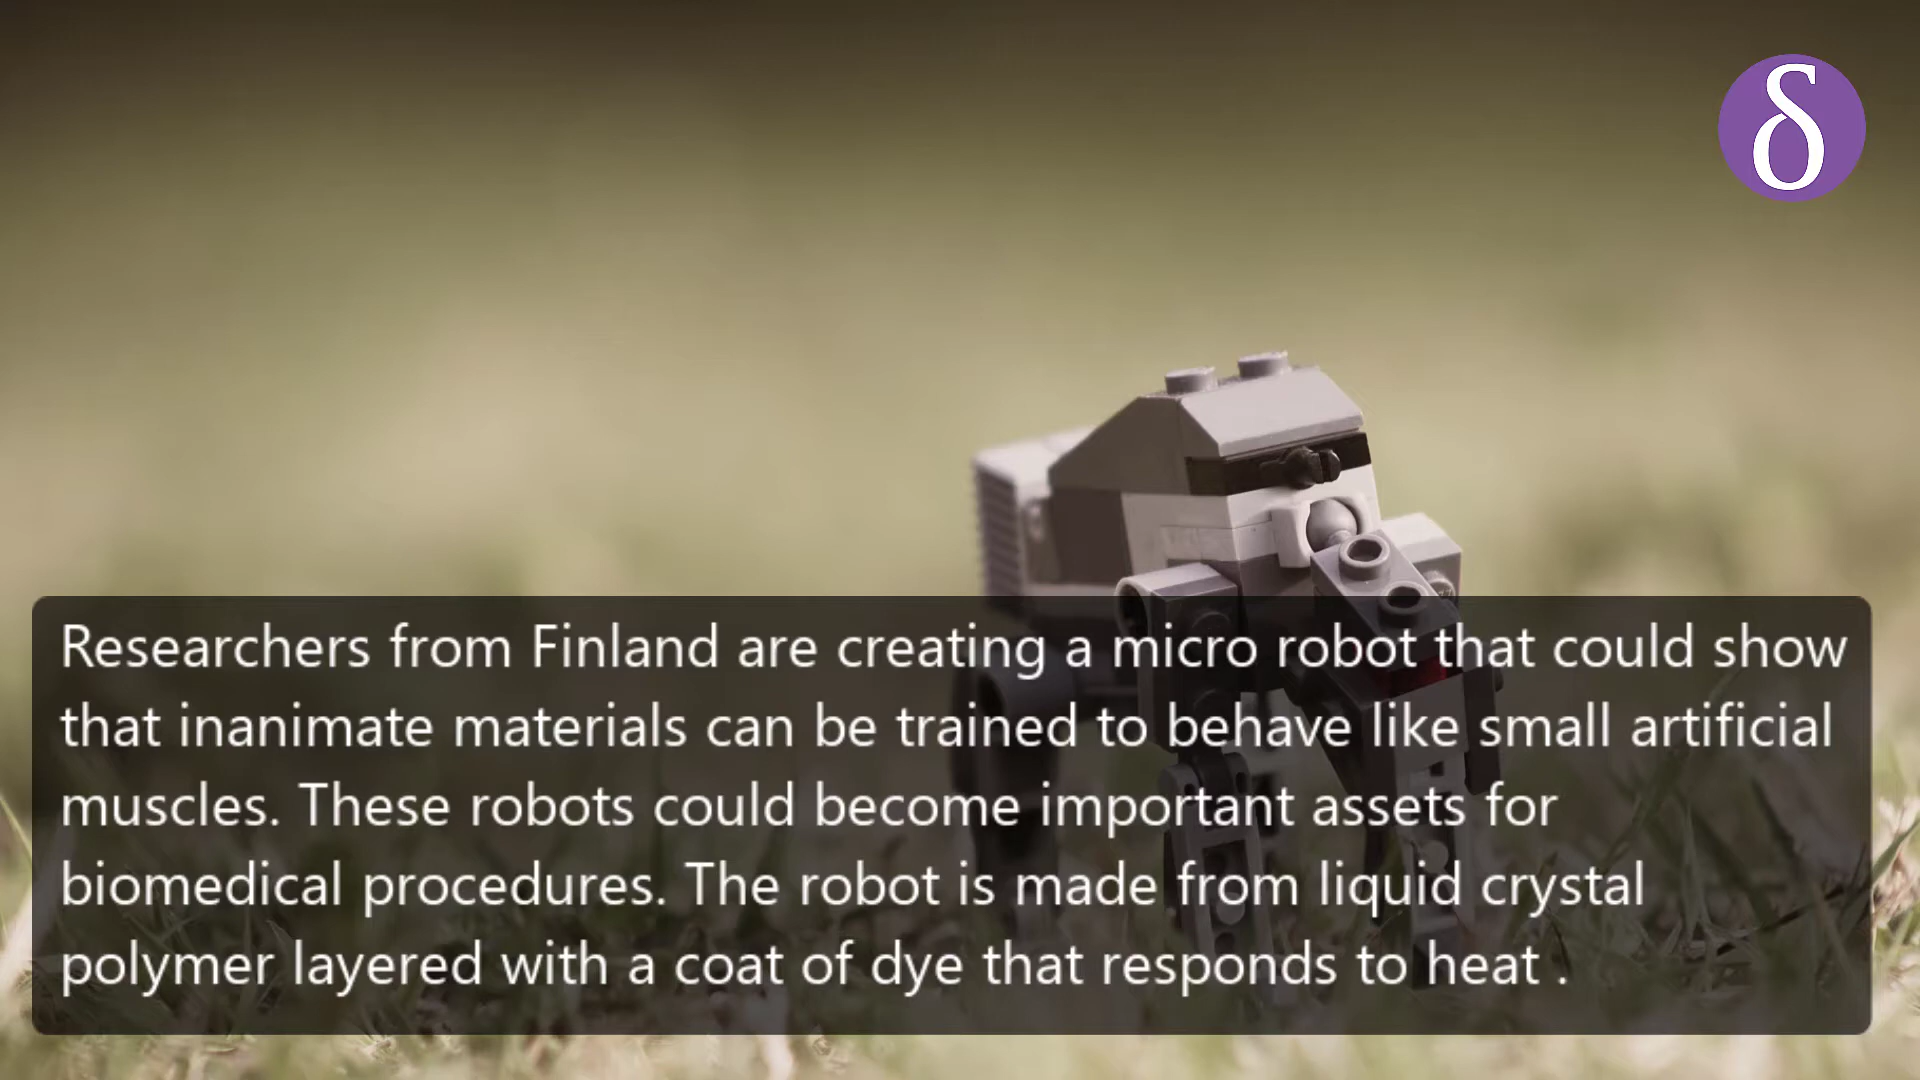 δ
Researchers from Finland are creating a micro robot that could show
that inanimate materials can be trained to behave like small artificial
muscles. These robots could become important assets for
biomedical procedures. The robot is made from liquid crystal
polymer layered with a coat of dye that responds to heat .